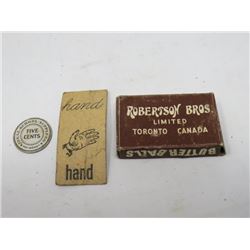 FIVE
CENTS
hand
hand
ROBERTSON BROS.
LIMITED
TORONTO CANADA
BUTTER BALLS